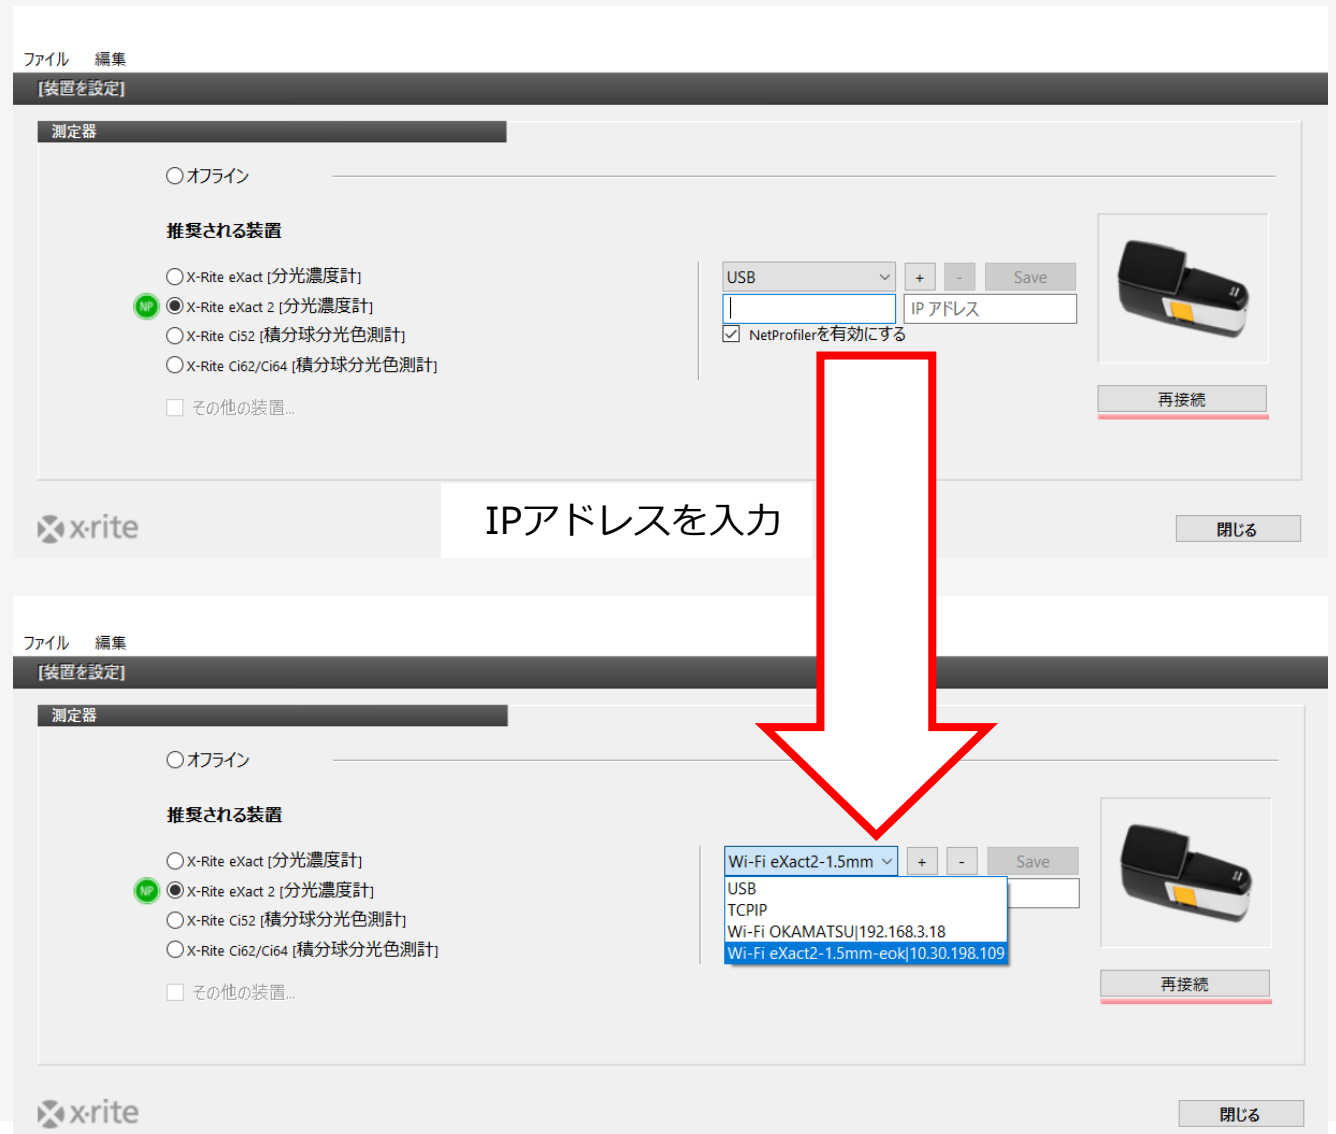 ファイル 編集
[装置を設定]
測定器
オフライン
推奨される装置
X-Rite eXact [分光濃度計]
USB + - Save
NP X-Rite eXact 2 [分光濃度計]
IP アドレス
X-Rite Ci52 [積分球分光色測計]
NetProfilerを有効にする
X-Rite Ci62/Ci64 [積分球分光色測計]
再接続
その他の装置...
IPアドレスを入力
x·rite
閉じる
ファイル 編集
[装置を設定]
測定器
オフライン
推奨される装置
X-Rite eXact [分光濃度計]
Wi-Fi eXact2-1.5mm + - Save
NP X-Rite eXact 2 [分光濃度計]
USB
TCPIP
X-Rite Ci52 [積分球分光色測計]
Wi-Fi OKAMATSU|192.168.3.18
X-Rite Ci62/Ci64 [積分球分光色測計]
Wi-Fi eXact2-1.5mm-eok|10.30.198.109
再接続
その他の装置...
x·rite
閉じる